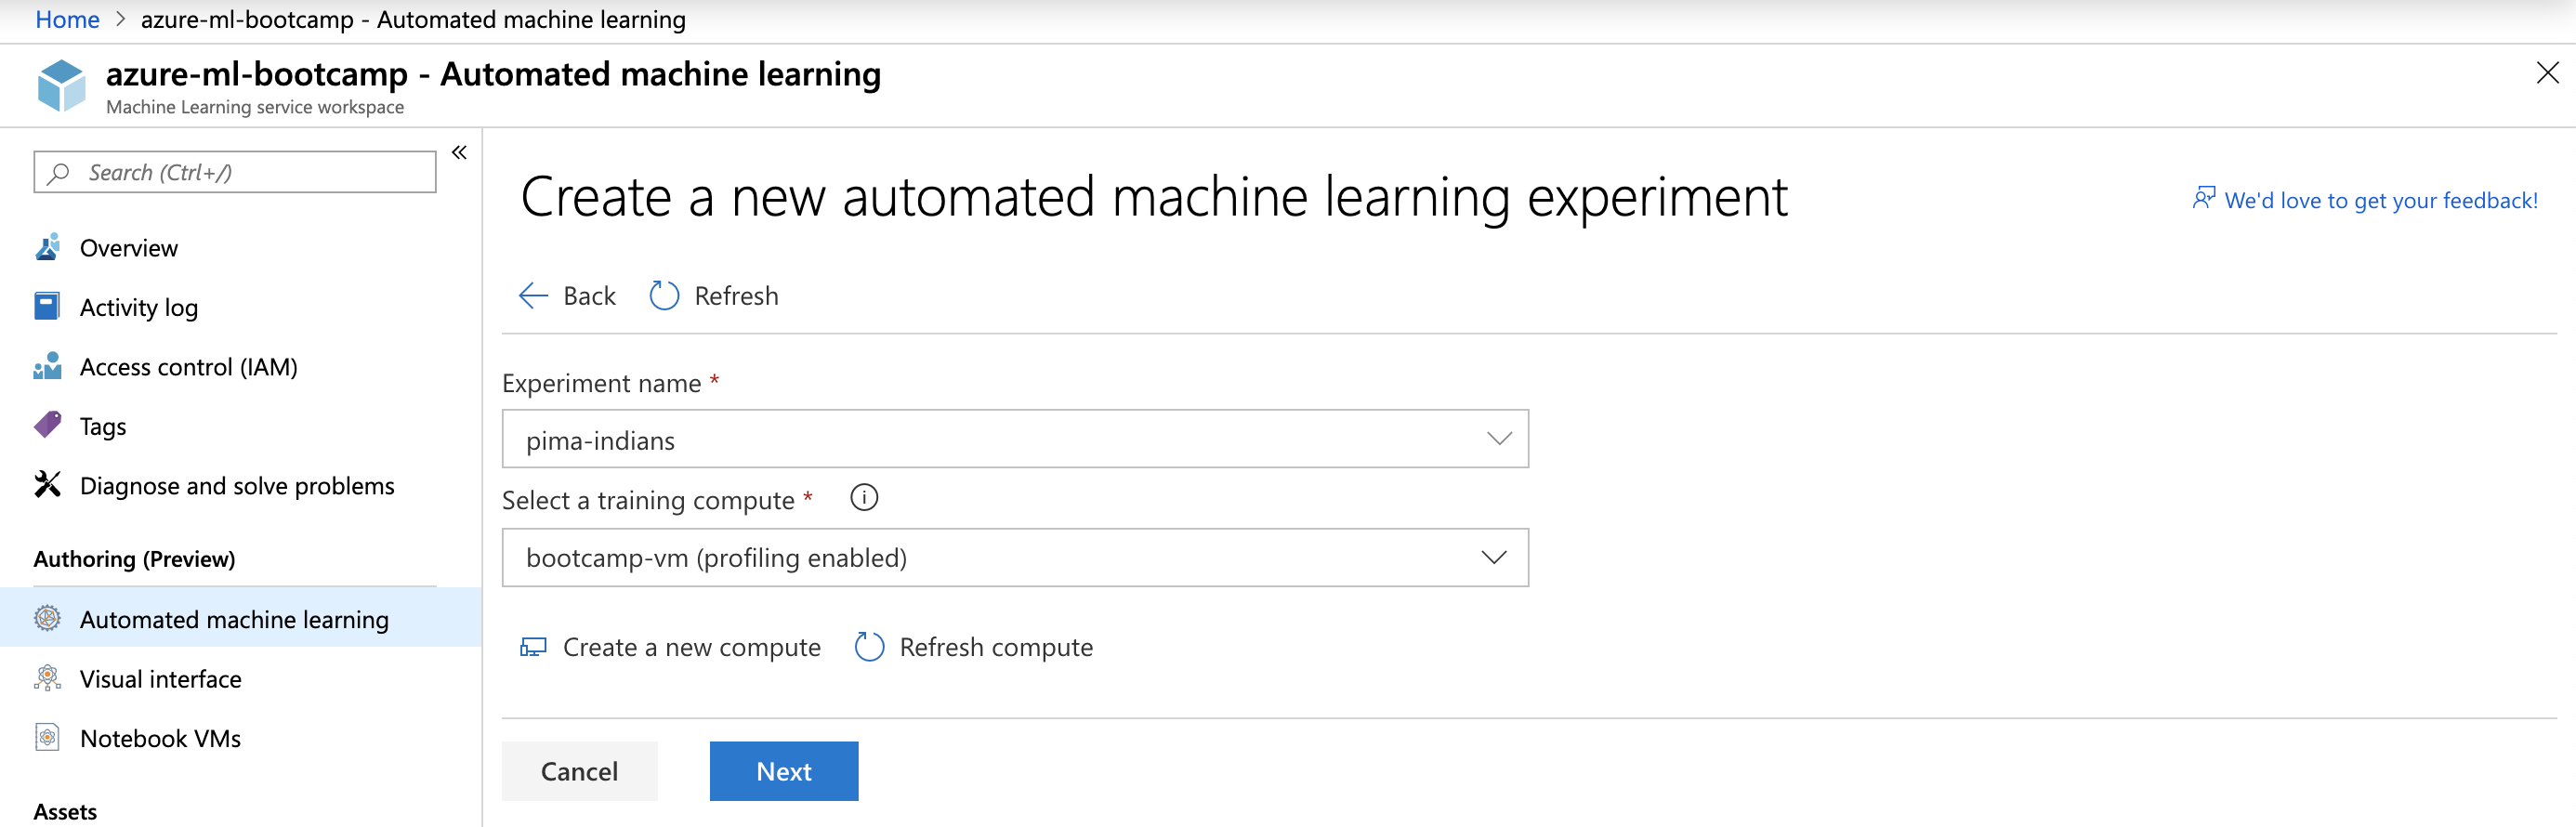 Home > azure-ml-bootcamp - Automated machine learning
azure-ml-bootcamp - Automated machine learning
Machine Learning service workspace
Search (Ctrl+/)
Overview
Activity log
Access control (IAM)
Tags
Diagnose and solve problems
Authoring (Preview)
Automated machine learning
Visual interface
Notebook VMs
Assets
Create a new automated machine learning experiment
We'd love to get your feedback!
Back Refresh
Experiment name *
pima-indians
Select a training compute *
bootcamp-vm (profiling enabled)
Create a new compute Refresh compute
Cancel Next